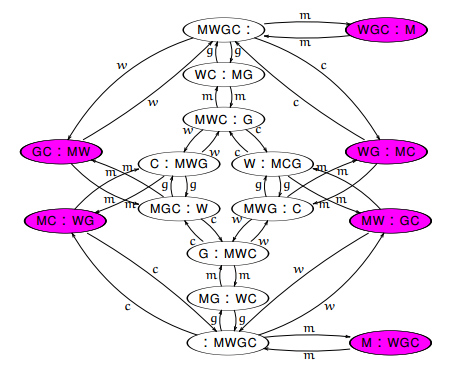 MWGC :
m
WGC : M
m
g g
w c
WC : MG
w c
m m
MWC : G
w c
GC : MW
WG : MC
w c
C : MWG
W : MCG
m m
m m
g g
g g
m m
m m
MGC : W
MWG : C
MC : WG
MW : GC
c w
c w
G : MWC
m m
c w
MG : WC
c w
g g
m
: MWGC
M : WGC
m